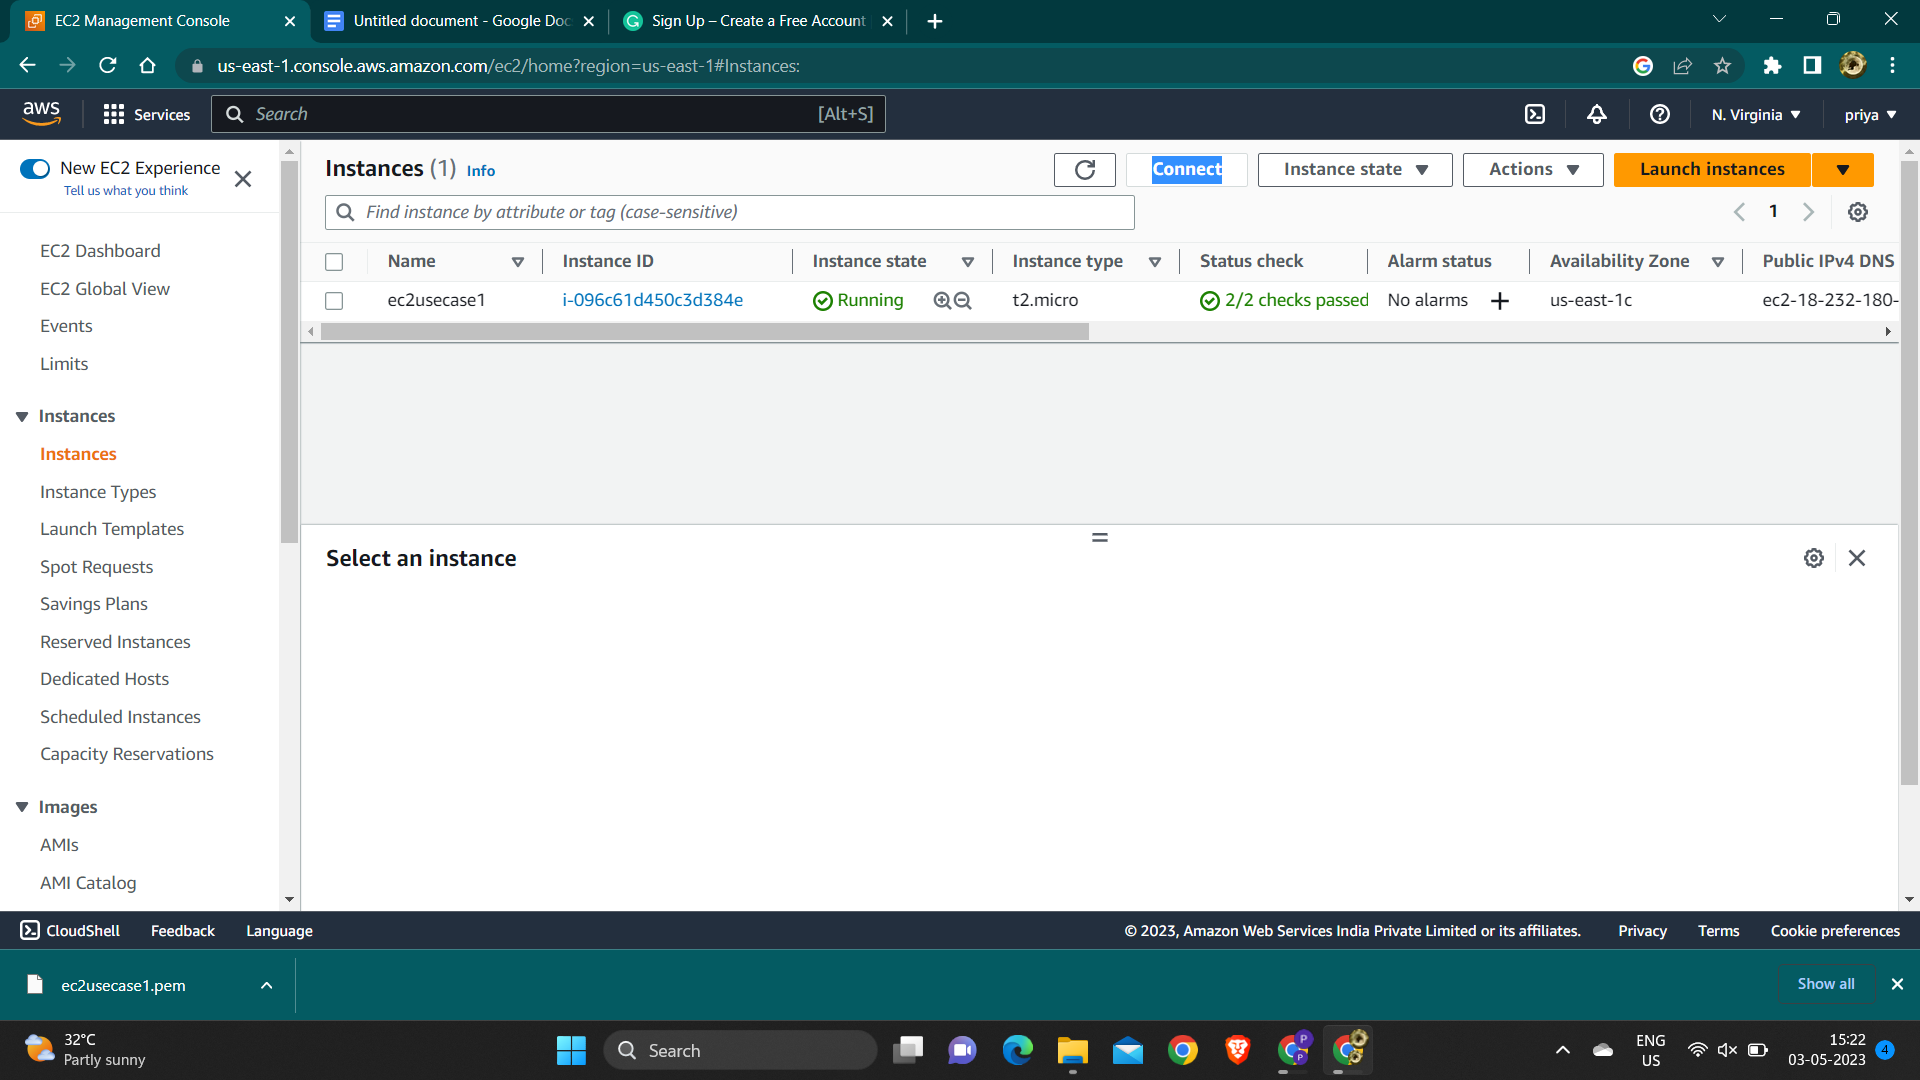 EC2 Management Console
Untitled document - Google Doc
Sign Up – Create a Free Account
us-east-1.console.aws.amazon.com/ec2/home?region=us-east-1#Instances:
aws
Services
Search
[Alt+S]
N. Virginia
priya
New EC2 Experience
Tell us what you think
EC2 Dashboard
EC2 Global View
Events
Limits
Instances
Instances
Instance Types
Launch Templates
Spot Requests
Savings Plans
Reserved Instances
Dedicated Hosts
Scheduled Instances
Capacity Reservations
Images
AMIs
AMI Catalog
Instances (1) Info
Connect
Instance state
Actions
Launch instances
Find instance by attribute or tag (case-sensitive)
1
Name Instance ID Instance state Instance type Status check Alarm status Availability Zone Public IPv4 DNS
ec2usecase1 i-096c61d450c3d384e Running t2.micro 2/2 checks passed No alarms us-east-1c ec2-18-232-180-
Select an instance
CloudShell Feedback Language © 2023, Amazon Web Services India Private Limited or its affiliates. Privacy Terms Cookie preferences
ec2usecase1.pem
Show all
32°C
Partly sunny
Search
P
P
ENG
US
15:22
03-05-2023
4